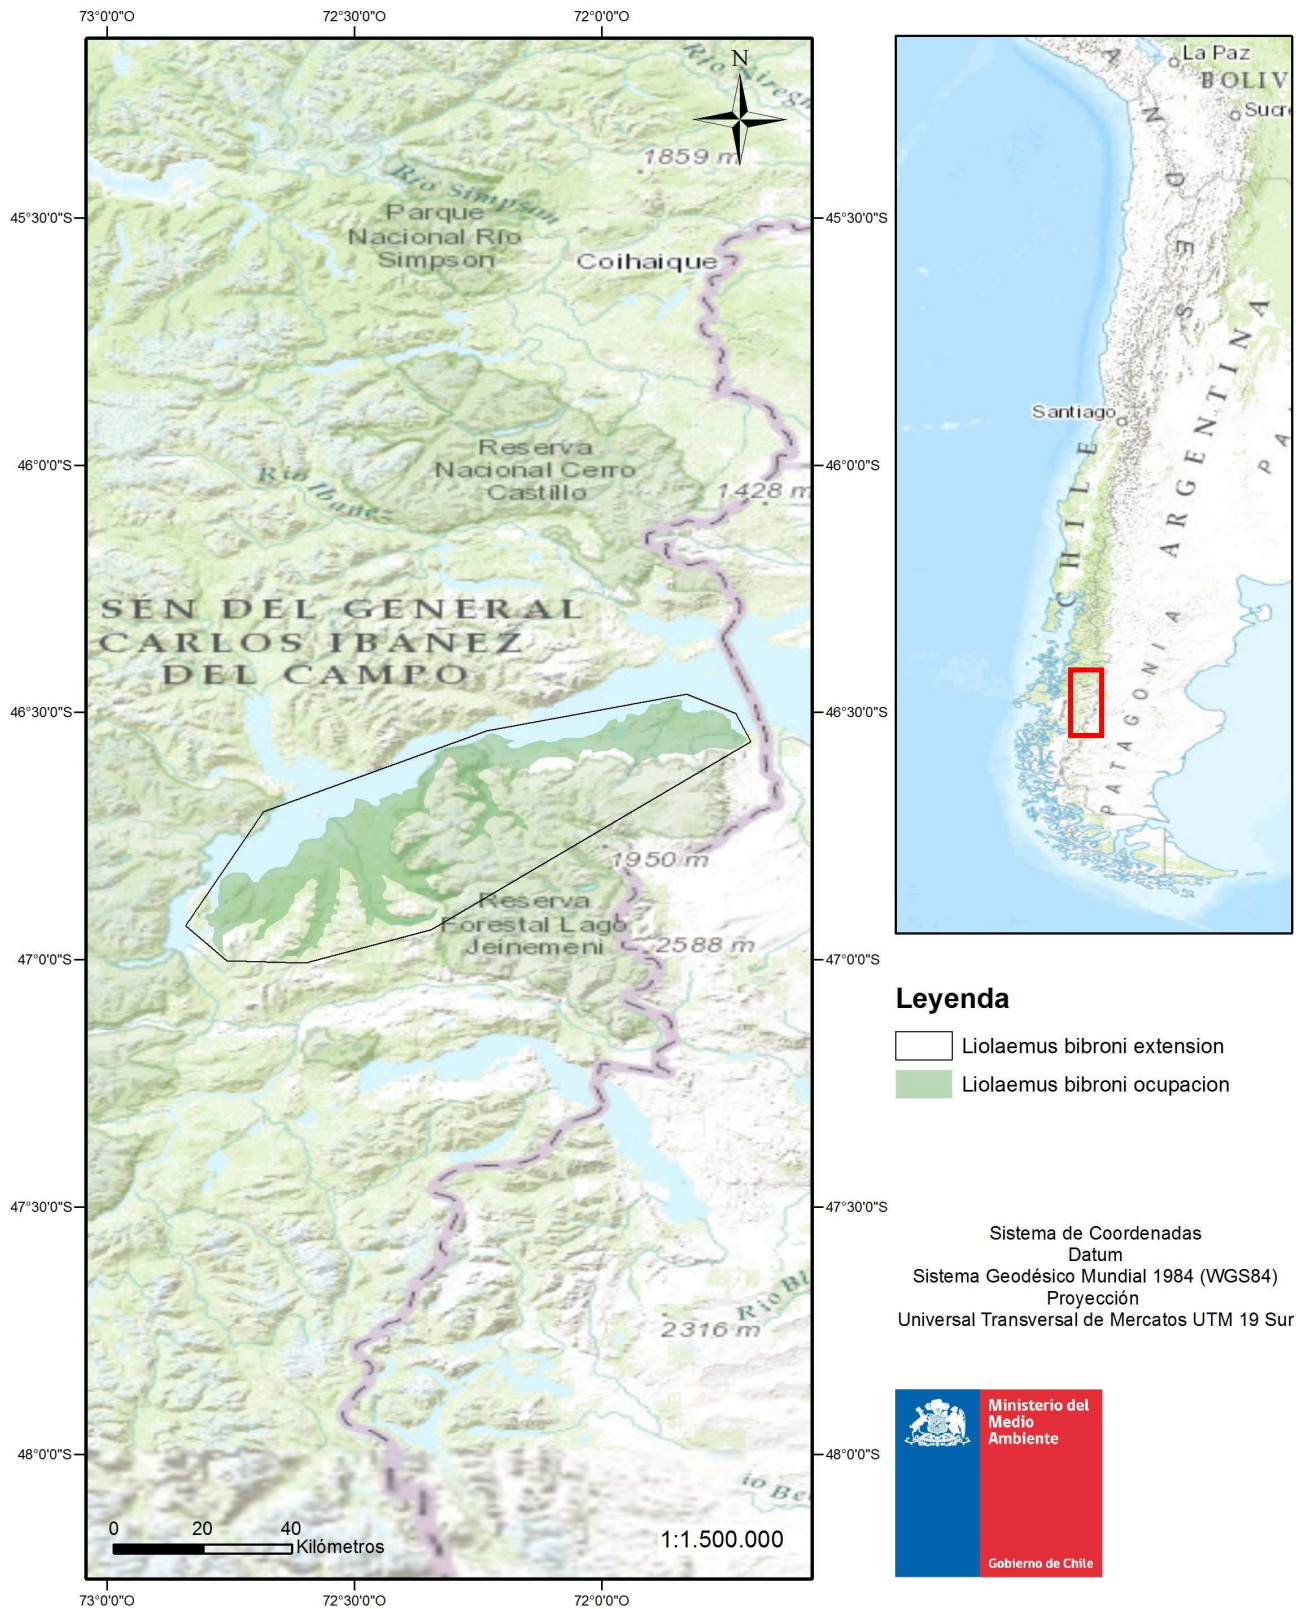 73°0'0"O
72°30'0"O
72°0'0"O
45°30'0"S
46°0'0"S
46°30'0"S
47°0'0"S
47°30'0"S
48°0'0"S
N
1859 m
Río Simpson
Parque
Nacional Río
Simpson
Coihaique
Reserva
Nacional Cerro
Castillo
Río Ibanez
1428 m
SÉN DEL GENERAL
CARLOS IBÁNEZ
DEL CAMPO
1950 m
Reserva
Forestal Lago
Jeinemeni
2588 m
2316 m
0 20 40
Kilómetros
1:1.500.000
45°30'0"S
46°0'0"S
46°30'0"S
47°0'0"S
47°30'0"S
48°0'0"S
73°0'0"O
72°30'0"O
72°0'0"O
La Paz
BOLIV
Sucre
ANDES
Santiago
CHILE
ARGENTINA
PATAGONIA
P A
Leyenda
Liolaemus bibroni extension
Liolaemus bibroni ocupacion
Sistema de Coordenadas
Datum
Sistema Geodésico Mundial 1984 (WGS84)
Proyección
Universal Transversal de Mercatos UTM 19 Sur
Ministerio del
Medio
Ambiente
Gobierno de Chile